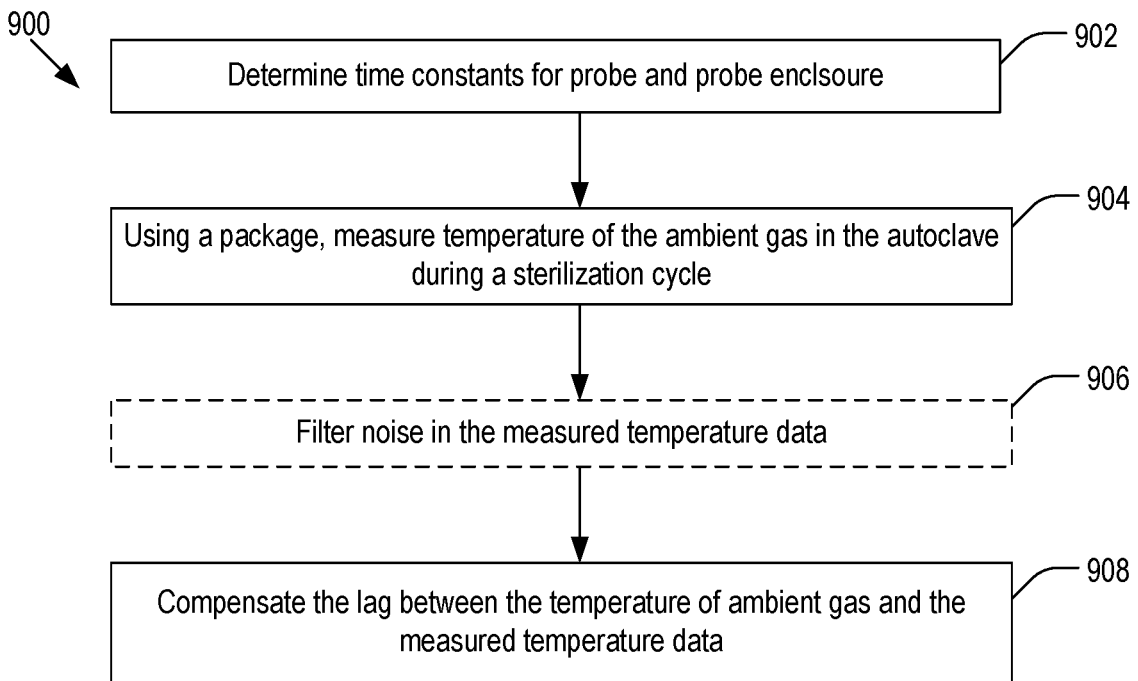 900
902
Determine time constants for probe and probe enclsoure
904
Using a package, measure temperature of the ambient gas in the autoclave
during a sterilization cycle
906
Filter noise in the measured temperature data
908
Compensate the lag between the temperature of ambient gas and the
measured temperature data